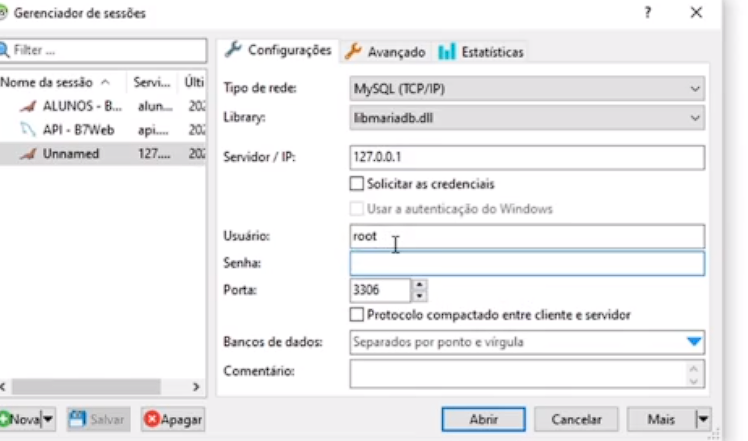 Gerenciador de sessões
?
Filter ...
Nome da sessão Servi... Últi
ALUNOS - B... alun... 202
API - B7Web api.... 202
Unnamed 127.... 202
Nova Salvar Apagar
Configurações Avançado Estatísticas
Tipo de rede: MySQL (TCP/IP)
Library: libmariadb.dll
Servidor / IP: 127.0.0.1
Solicitar as credenciais
Usar a autenticação do Windows
Usuário: root
Senha:
Porta: 3306
Protocolo compactado entre cliente e servidor
Bancos de dados: Separados por ponto e vírgula
Comentário:
Abrir Cancelar Mais